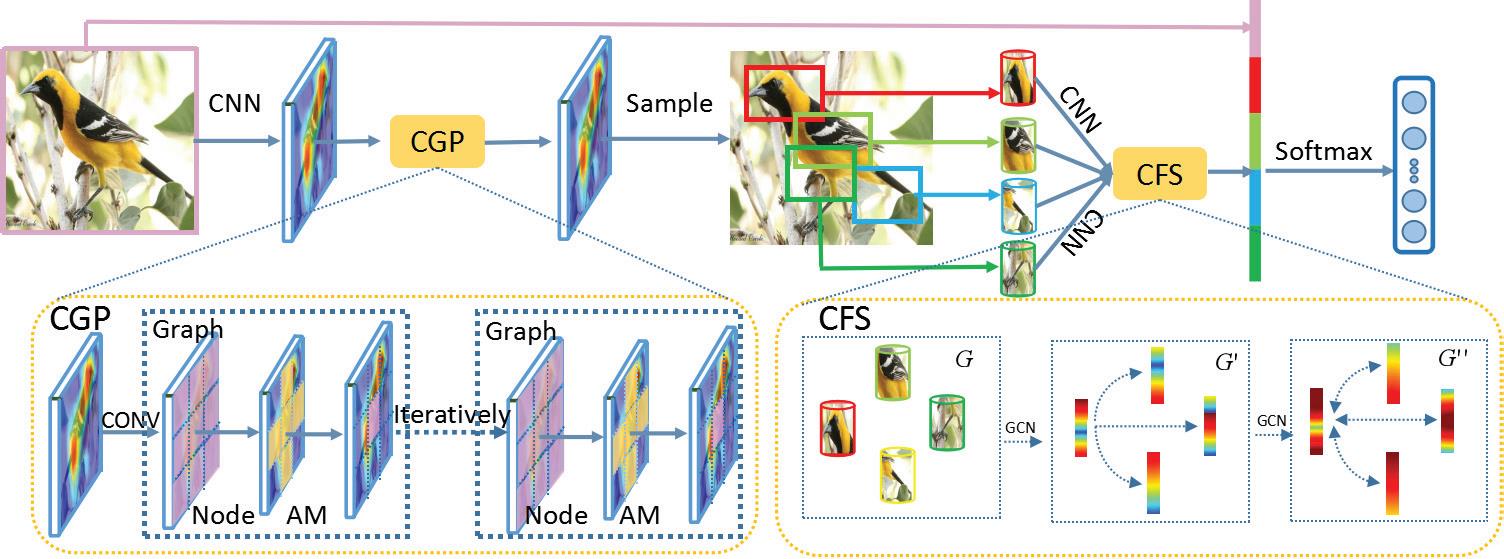 CNN
CGP
Sample
CNN
CNN
CFS
Softmax
CGP
Graph
CONV
Node
AM
Iteratively
Graph
Node
AM
CFS
G
GCN
G'
GCN
G''